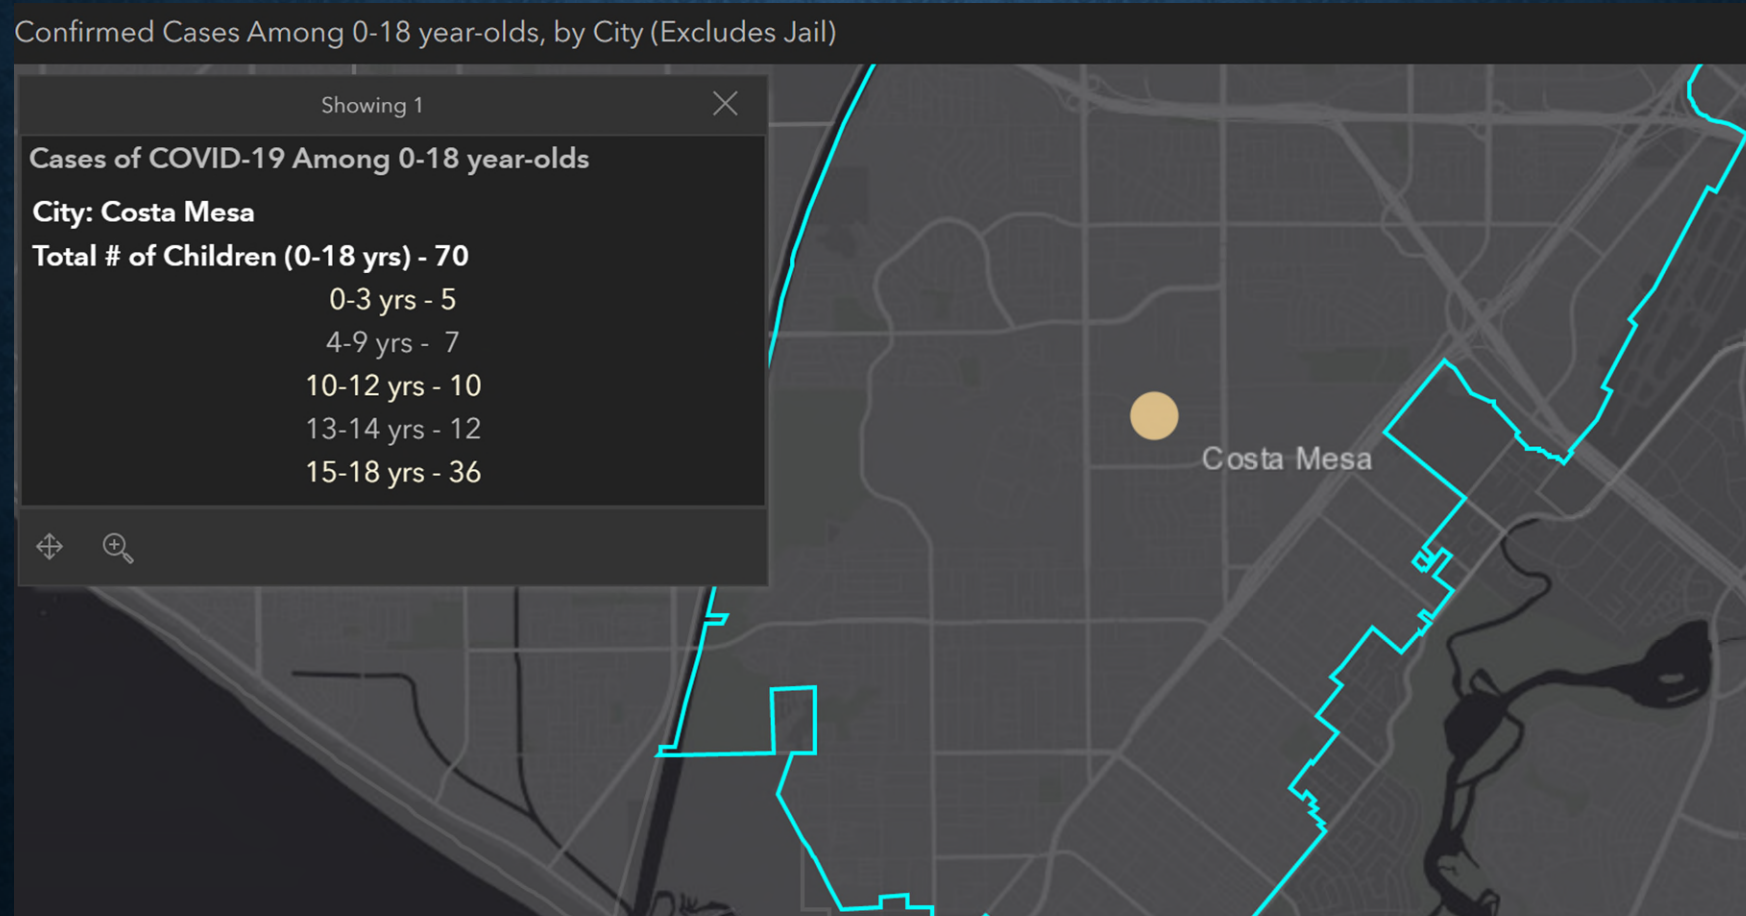 Confirmed Cases Among 0-18 year-olds, by City (Excludes Jail)
Showing 1
Cases of COVID-19 Among 0-18 year-olds
City: Costa Mesa
Total # of Children (0-18 yrs) - 70
0-3 yrs - 5
4-9 yrs - 7
10-12 yrs - 10
13-14 yrs - 12
15-18 yrs - 36
Costa Mesa